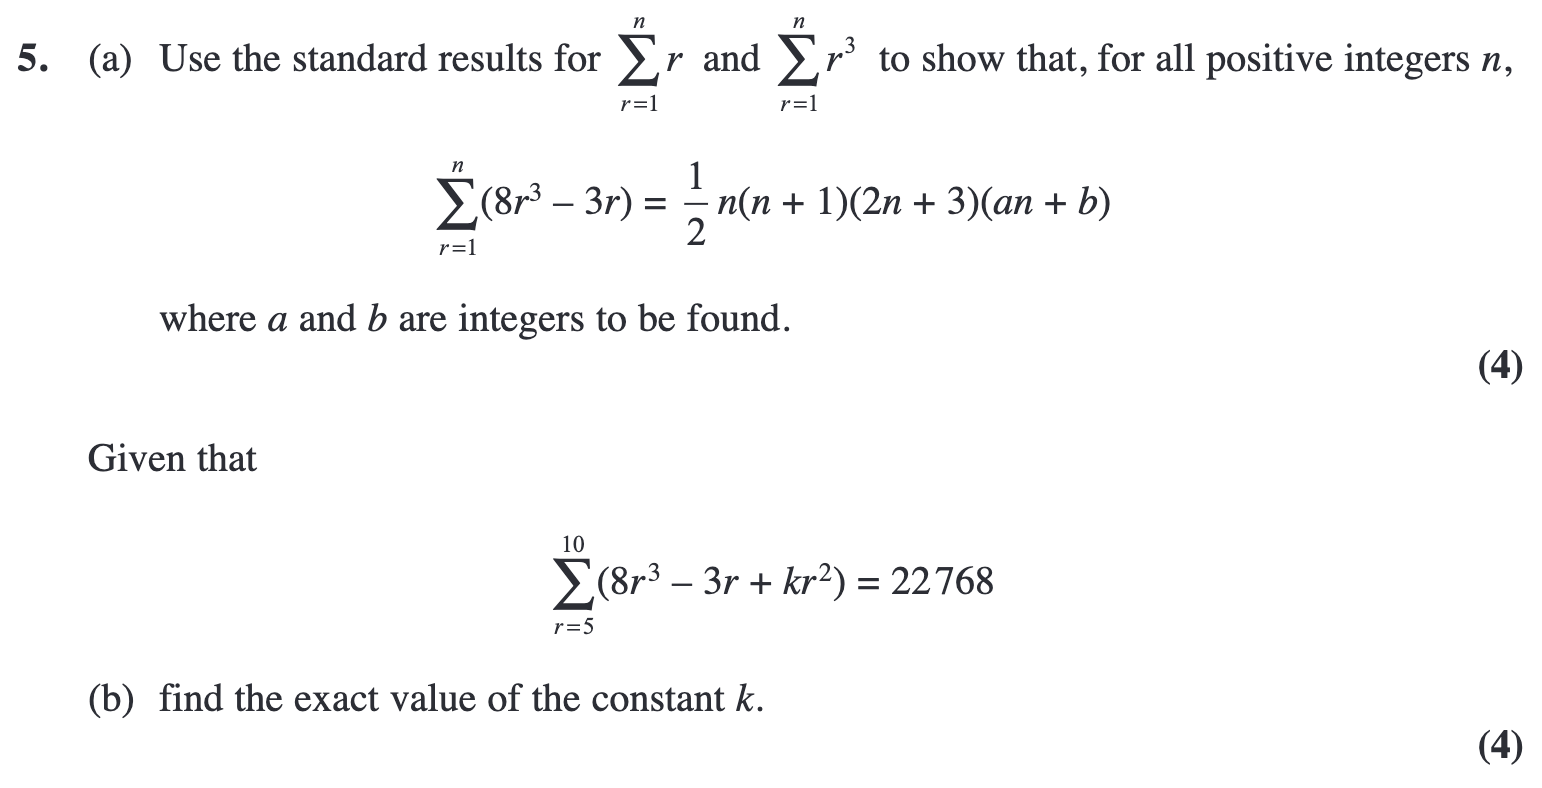 5. (a) Use the standard results for $\sum_{r=1}^{n} r$ and $\sum_{r=1}^{n} r^3$ to show that, for all positive integers n,
$\sum_{r=1}^{n} (8r^3 - 3r) = \frac{1}{2} n(n + 1)(2n + 3)(an + b)$
where a and b are integers to be found.
(4)
Given that
$\sum_{r=5}^{10} (8r^3 - 3r + kr^2) = 22768$
(b) find the exact value of the constant k.
(4)